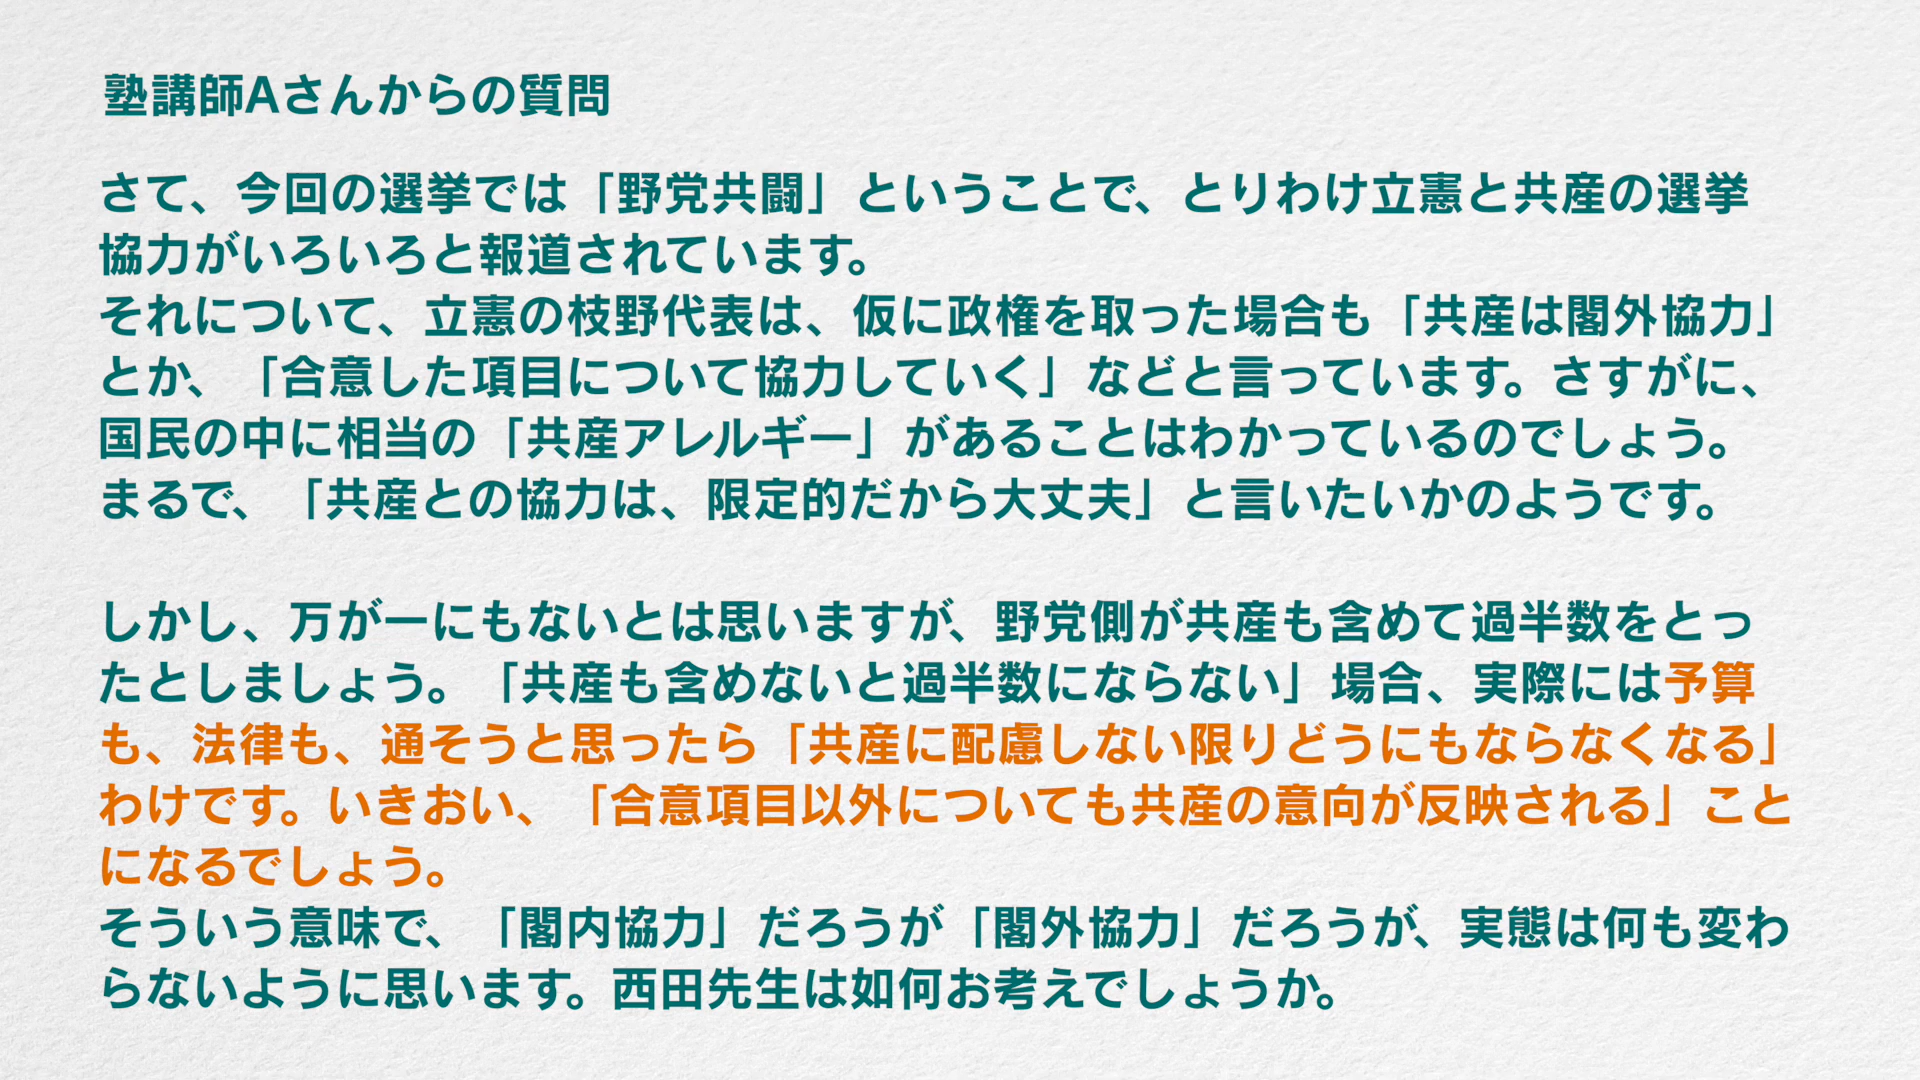 塾講師Aさんからの質問
さて、今回の選挙では「野党共闘」ということで、とりわけ立憲と共産の選挙
協力がいろいろと報道されています。
それについて、立憲の枝野代表は、仮に政権を取った場合も「共産は閣外協力」
とか、「合意した項目について協力していく」などと言っています。さすがに、
国民の中に相当の「共産アレルギー」があることはわかっているのでしょう。
まるで、「共産との協力は、限定的だから大丈夫」と言いたいかのようです。
しかし、万が一にもないとは思いますが、野党側が共産も含めて過半数をとっ
たとしましょう。「共産も含めないと過半数にならない」場合、実際には予算
も、法律も、通そうと思ったら「共産に配慮しない限りどうにもならなくなる」
わけです。いきおい、「合意項目以外についても共産の意向が反映される」こと
になるでしょう。
そういう意味で、「閣内協力」だろうが「閣外協力」だろうが、実態は何も変わ
らないように思います。西田先生は如何お考えでしょうか。